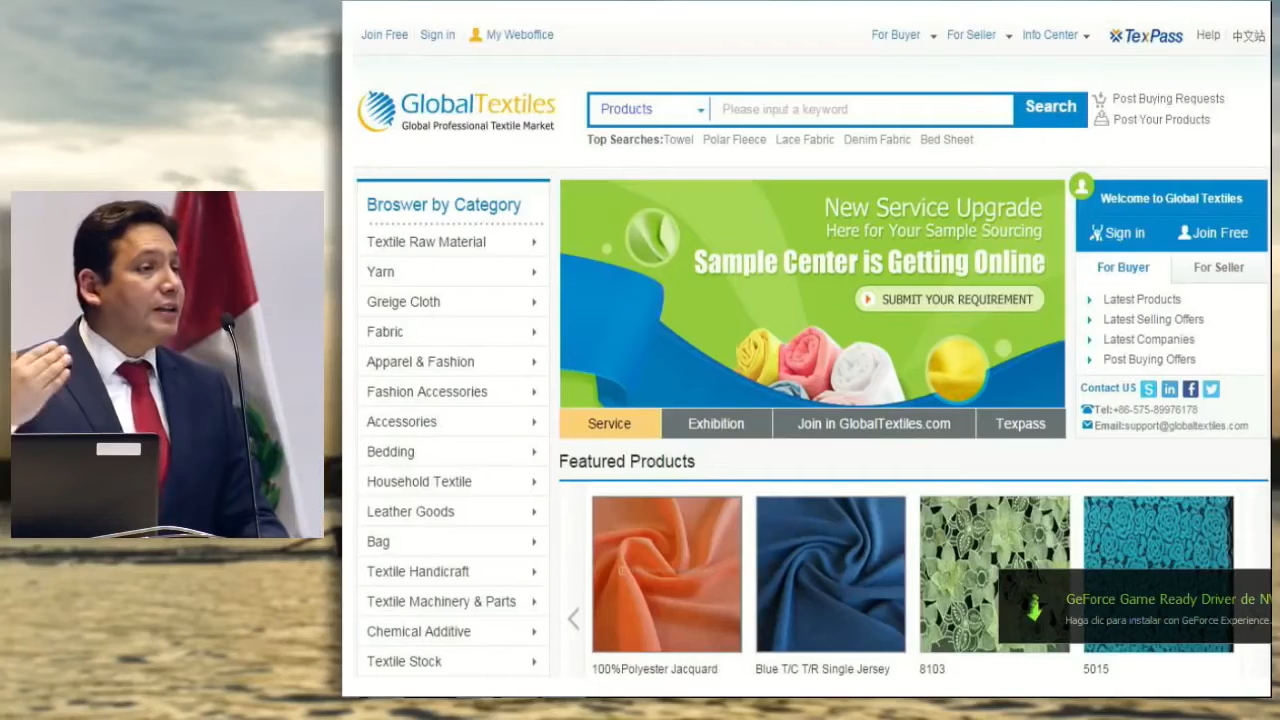 Join Free Sign in My Weboffice For Buyer For Seller Info Center TexPass Help 中文站
GlobalTextiles
Global Professional Textile Market
Products Please input a keyword Search
Post Buying Requests
Post Your Products
Top Searches:Towel Polar Fleece Lace Fabric Denim Fabric Bed Sheet
Broswer by Category
Textile Raw Material
Yarn
Greige Cloth
Fabric
Apparel & Fashion
Fashion Accessories
Accessories
Bedding
Household Textile
Leather Goods
Bag
Textile Handicraft
Textile Machinery & Parts
Chemical Additive
Textile Stock
New Service Upgrade
Here for Your Sample Sourcing
Sample Center is Getting Online
SUBMIT YOUR REQUIREMENT
Service Exhibition Join in GlobalTextiles.com Texpass
Welcome to Global Textiles
Sign in Join Free
For Buyer For Seller
Latest Products
Latest Selling Offers
Latest Companies
Post Buying Offers
Contact US
Tel:+86-575-89976178
Email:support@globaltextiles.com
Featured Products
100%Polyester Jacquard
Blue T/C T/R Single Jersey
8103
5015
GeForce Game Ready Driver de
Haga clic para instalar con GeForce Experience.